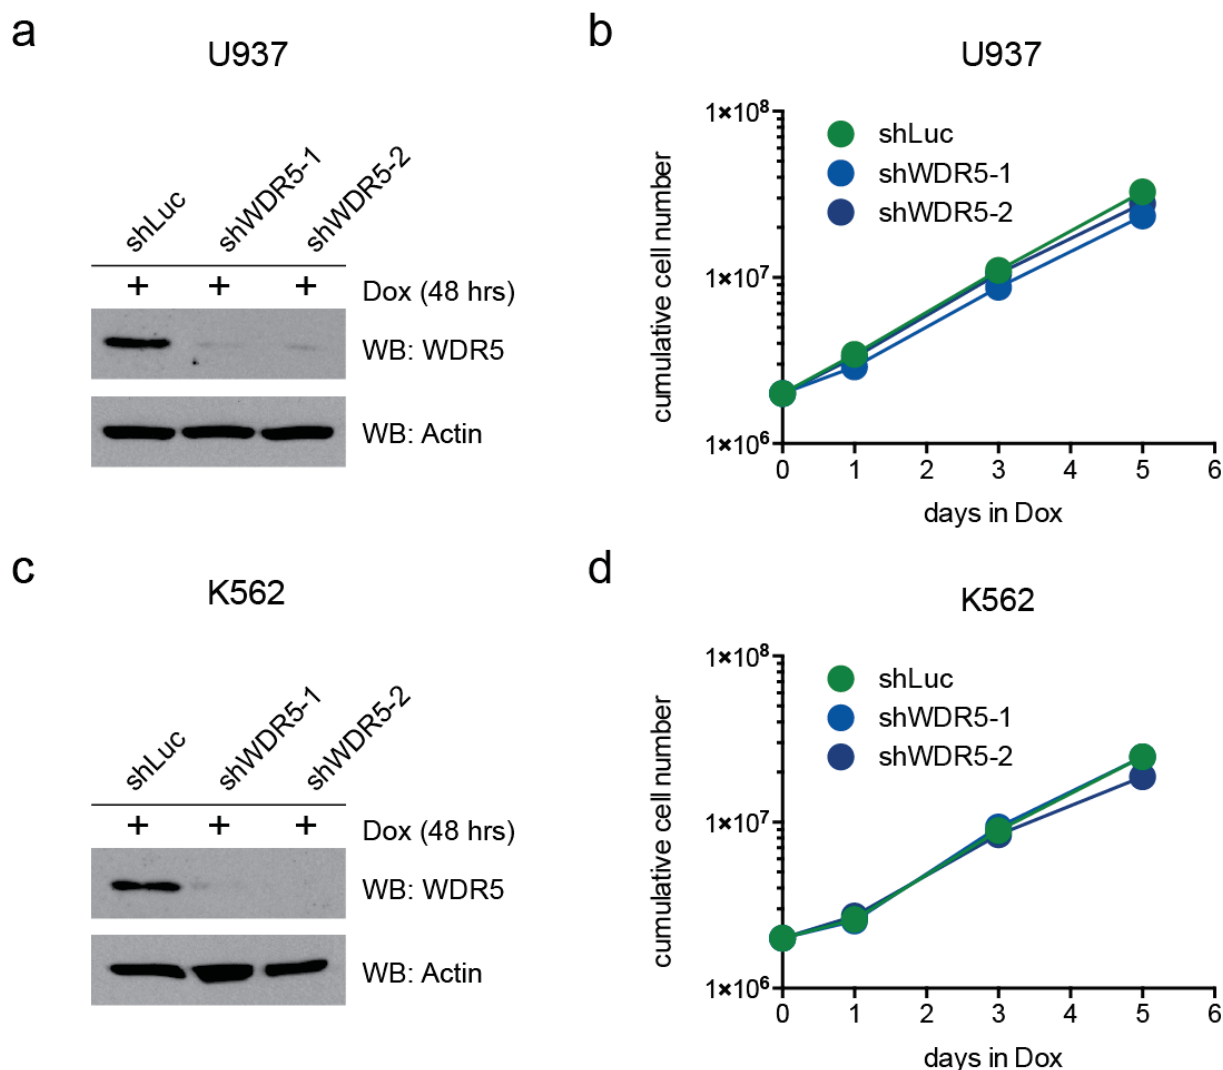 a
U937
shLuc
shWDR5-1
shWDR5-2
+ + + Dox (48 hrs)
WB: WDR5
WB: Actin
b
U937
1×10⁸
1×10⁷
1×10⁶
cumulative cell number
shLuc
shWDR5-1
shWDR5-2
0 1 2 3 4 5 6
days in Dox
c
K562
shLuc
shWDR5-1
shWDR5-2
+ + + Dox (48 hrs)
WB: WDR5
WB: Actin
d
K562
1×10⁸
1×10⁷
1×10⁶
cumulative cell number
shLuc
shWDR5-1
shWDR5-2
0 1 2 3 4 5 6
days in Dox